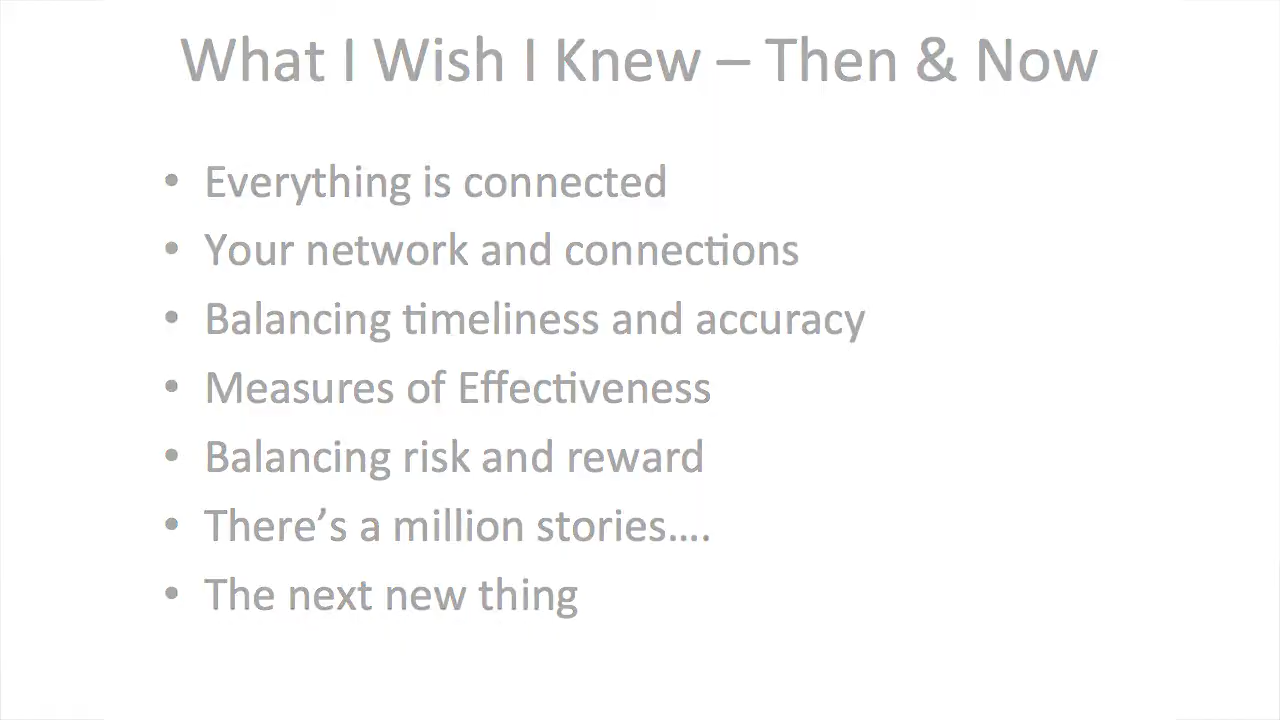 What I Wish I Knew – Then & Now
• Everything is connected
• Your network and connections
• Balancing timeliness and accuracy
• Measures of Effectiveness
• Balancing risk and reward
• There’s a million stories….
• The next new thing